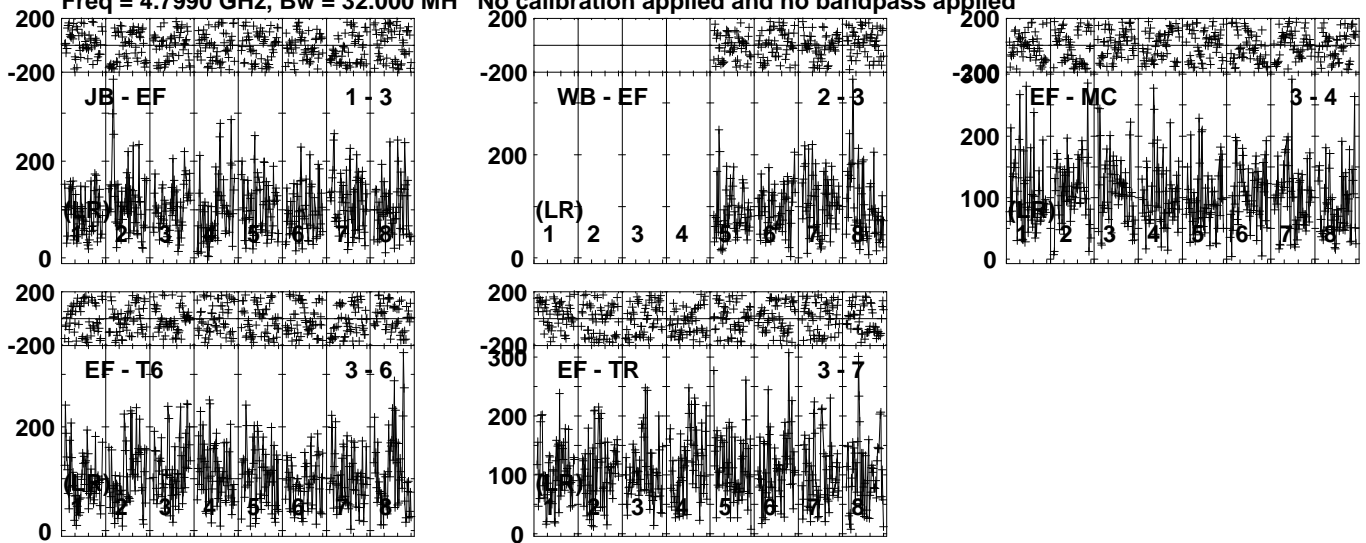 Freq = 4.7990 GHz, Bw = 32.000 MH No calibration applied and no bandpass applied
200
-200
JB - EF 1 - 3
200
(LR)
1 2 3 4 5 6 7 8
0
200
-200
WB - EF 2 - 3
200
(LR)
1 2 3 4 5 6 7 8
0
200
-200
300
EF - MC 3 - 4
200
100
(LR)
1 2 3 4 5 6 7 8
0
200
-200
EF - T6 3 - 6
200
(LR)
1 2 3 4 5 6 7 8
0
200
-200
300
EF - TR 3 - 7
200
100
(LR)
1 2 3 4 5 6 7 8
0